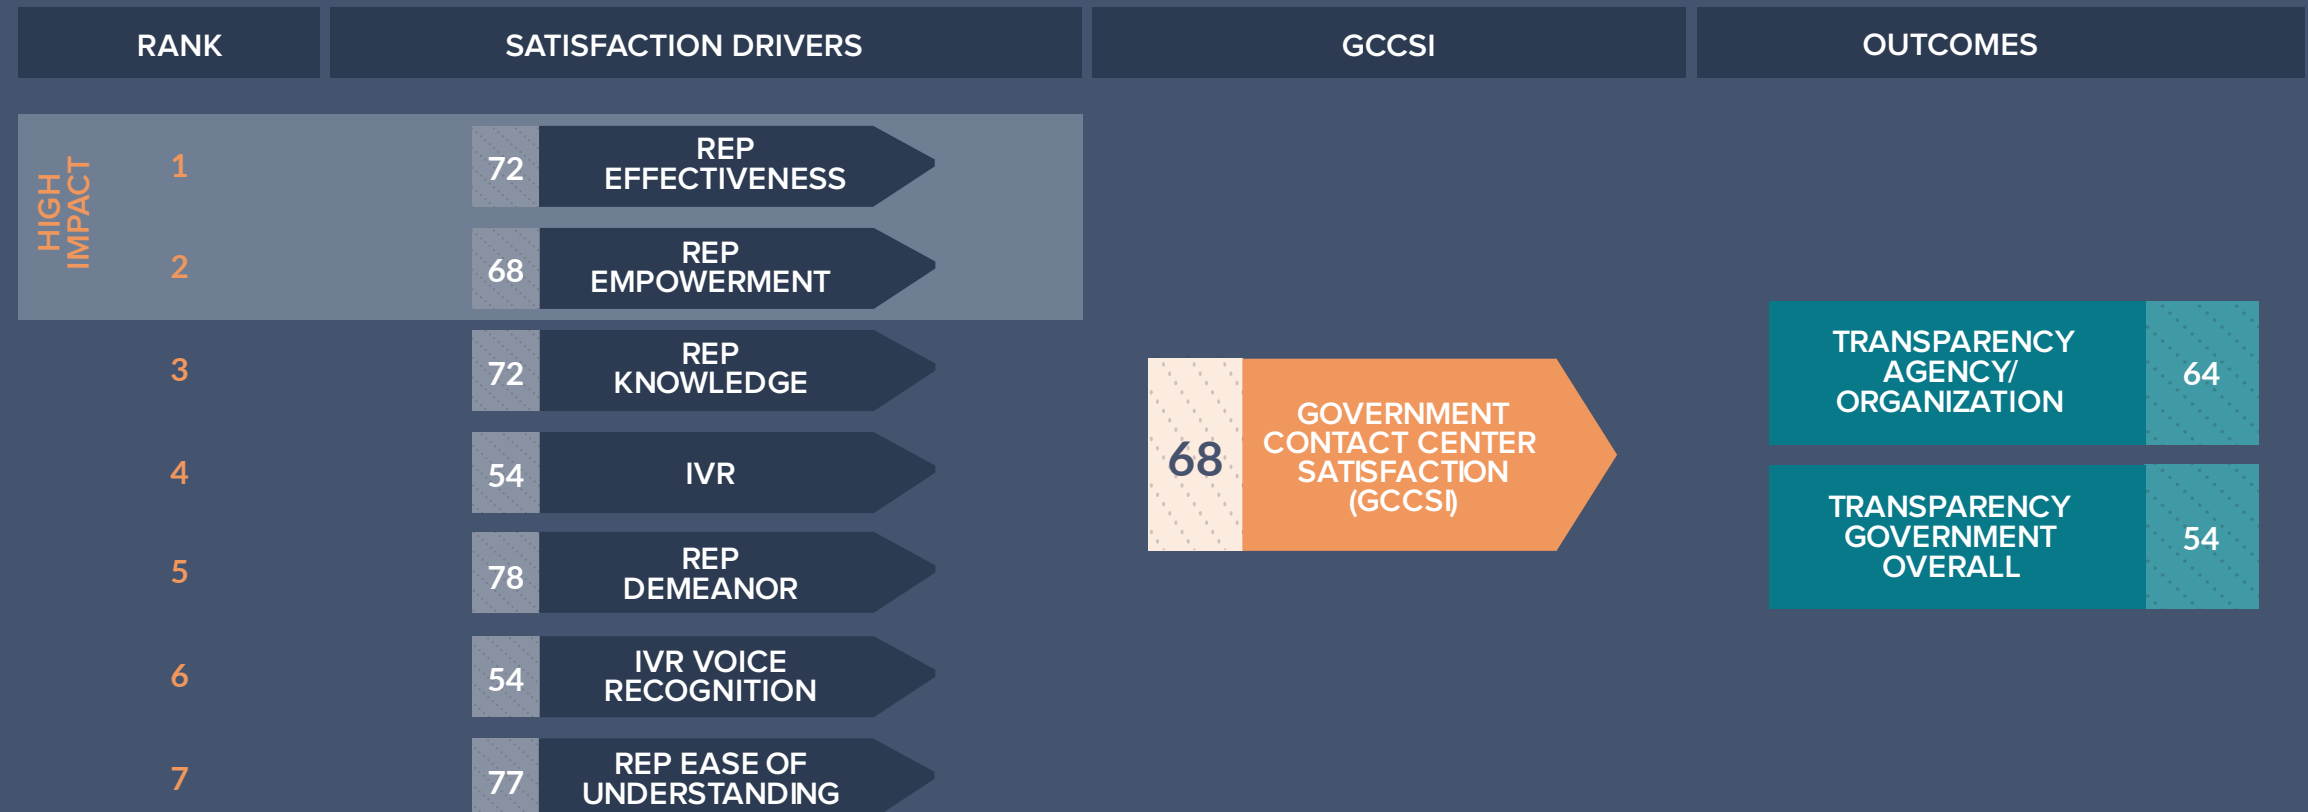 RANK
SATISFACTION DRIVERS
GCCSI
OUTCOMES
HIGH
IMPACT
1
72
REP
EFFECTIVENESS
2
68
REP
EMPOWERMENT
3
72
REP
KNOWLEDGE
4
54
IVR
5
78
REP
DEMEANOR
6
54
IVR VOICE
RECOGNITION
7
77
REP EASE OF
UNDERSTANDING
68
GOVERNMENT
CONTACT CENTER
SATISFACTION
(GCCSI)
TRANSPARENCY
AGENCY/
ORGANIZATION
64
TRANSPARENCY
GOVERNMENT
OVERALL
54